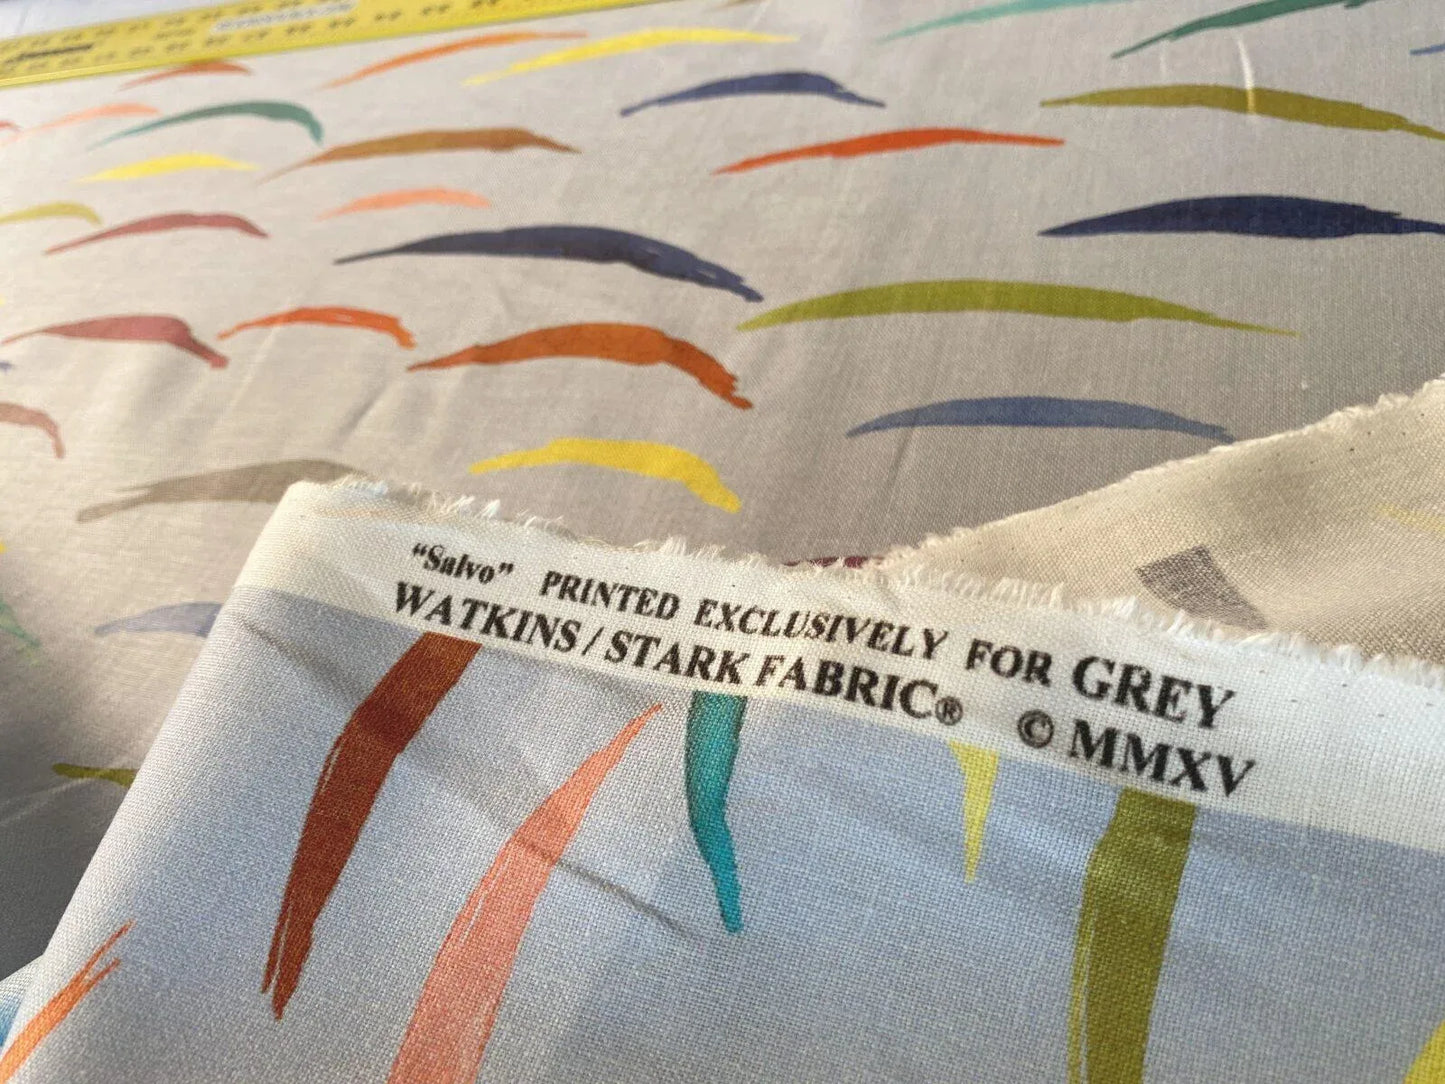 “Salvo” PRINTED EXCLUSIVELY FOR GREY
WATKINS / STARK FABRIC® © MMXV